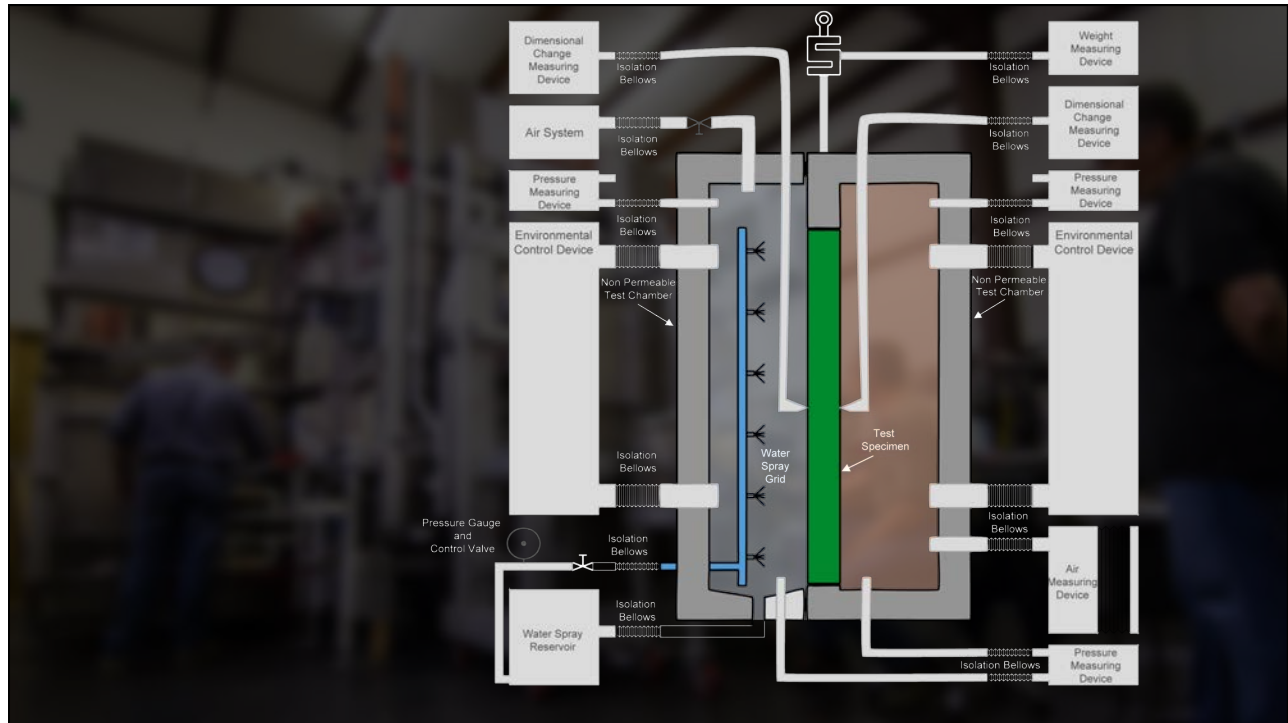 Dimensional
Change
Measuring
Device
Isolation
Bellows
Air System
Isolation
Bellows
Pressure
Measuring
Device
Isolation
Bellows
Environmental
Control Device
Non Permeable
Test Chamber
Isolation
Bellows
Pressure Gauge
and
Control Valve
Isolation
Bellows
Isolation
Bellows
Water Spray
Reservoir
Water
Spray
Grid
Test
Specimen
Weight
Measuring
Device
Isolation
Bellows
Dimensional
Change
Measuring
Device
Isolation
Bellows
Pressure
Measuring
Device
Isolation
Bellows
Environmental
Control Device
Non Permeable
Test Chamber
Isolation
Bellows
Air
Measuring
Device
Isolation Bellows
Pressure
Measuring
Device